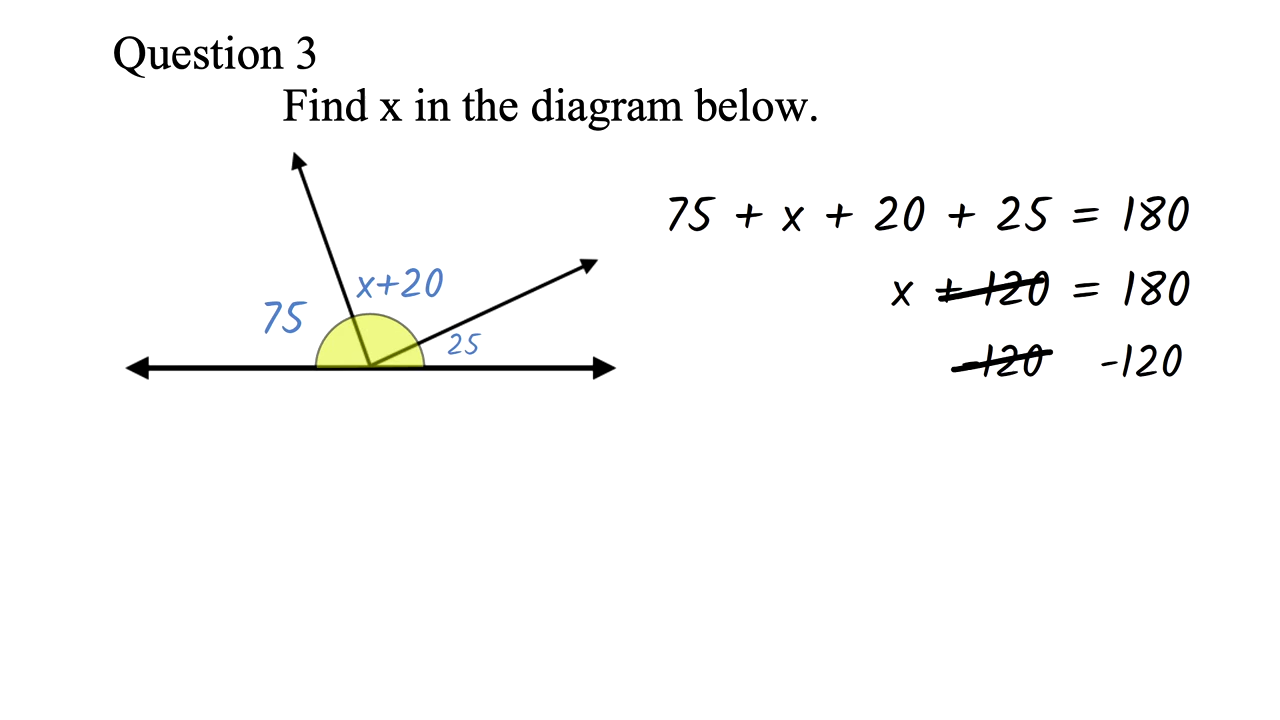 Question 3
Find x in the diagram below.
75 + x + 20 + 25 = 180
x + 120 = 180
-120 -120
x+20
75
25